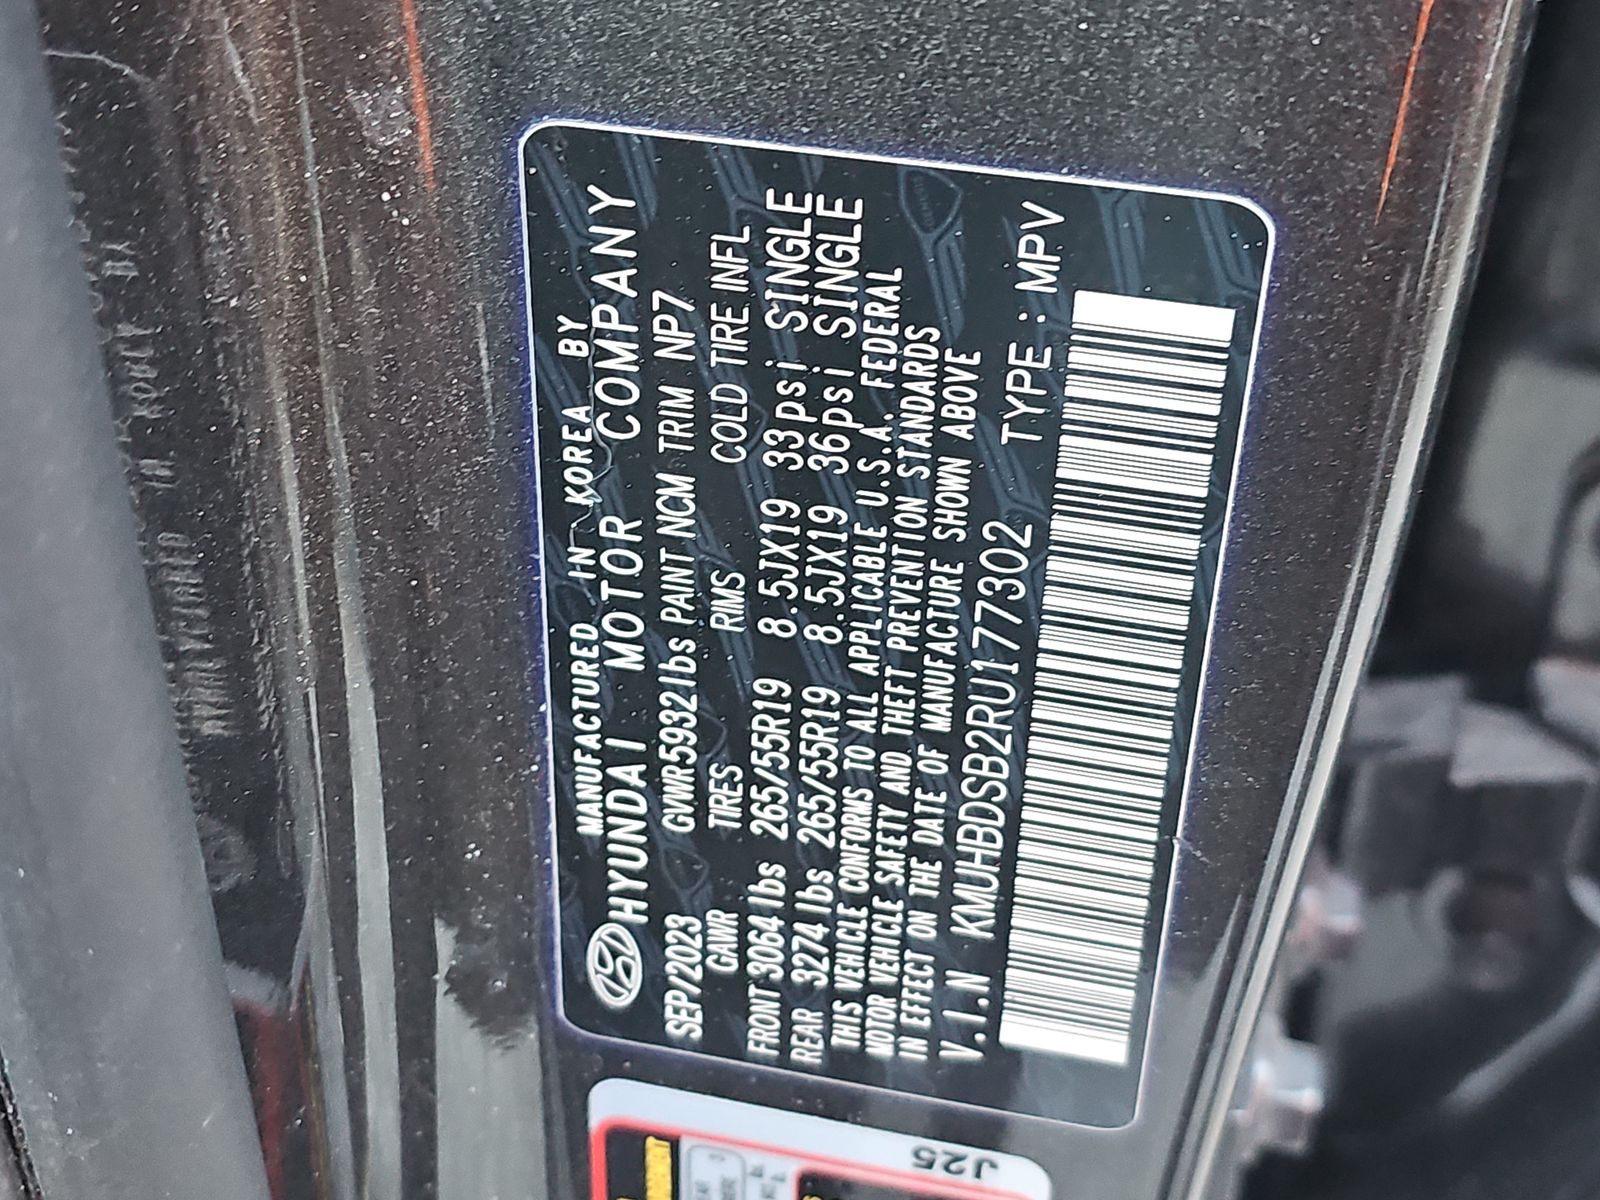 MANUFACTURED IN KOREA BY
HYUNDAI MOTOR COMPANY
SEP/2023 GVWR5932lbs PAINT NCM TRIM NP7
GAWR TIRES RIMS COLD TIRE.INFL
FRONT 3064 lbs 265/55R19 8.5JX19 33psi SINGLE
REAR 3274 lbs 265/55R19 8.5JX19 36psi SINGLE
THIS VEHICLE CONFORMS TO ALL APPLICABLE U.S.A. FEDERAL
MOTOR VEHICLE SAFETY AND THEFT PREVENTION STANDARDS
IN EFFECT ON THE DATE OF MANUFACTURE SHOWN ABOVE
V.I.N KMUHBDSB2RU177302 TYPE : MPV
J25